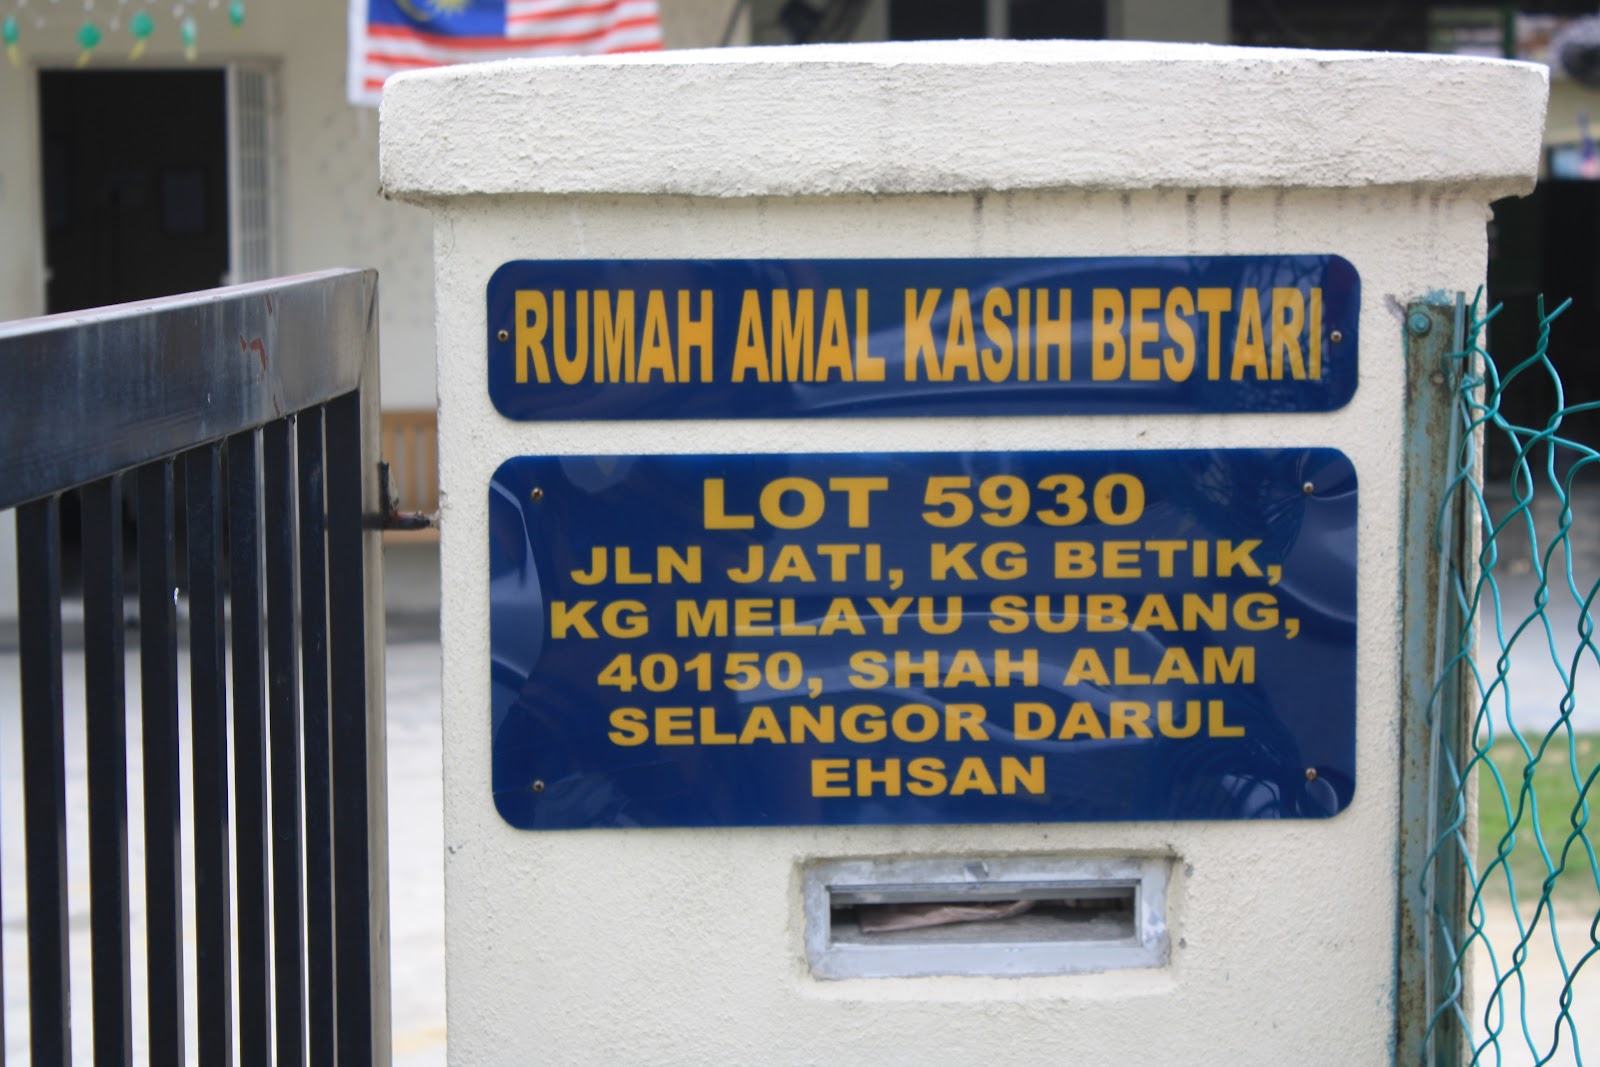 RUMAH AMAL KASIH BESTARI
LOT 5930
JLN JATI, KG BETIK,
KG MELAYU SUBANG,
40150, SHAH ALAM
SELANGOR DARUL
EHSAN